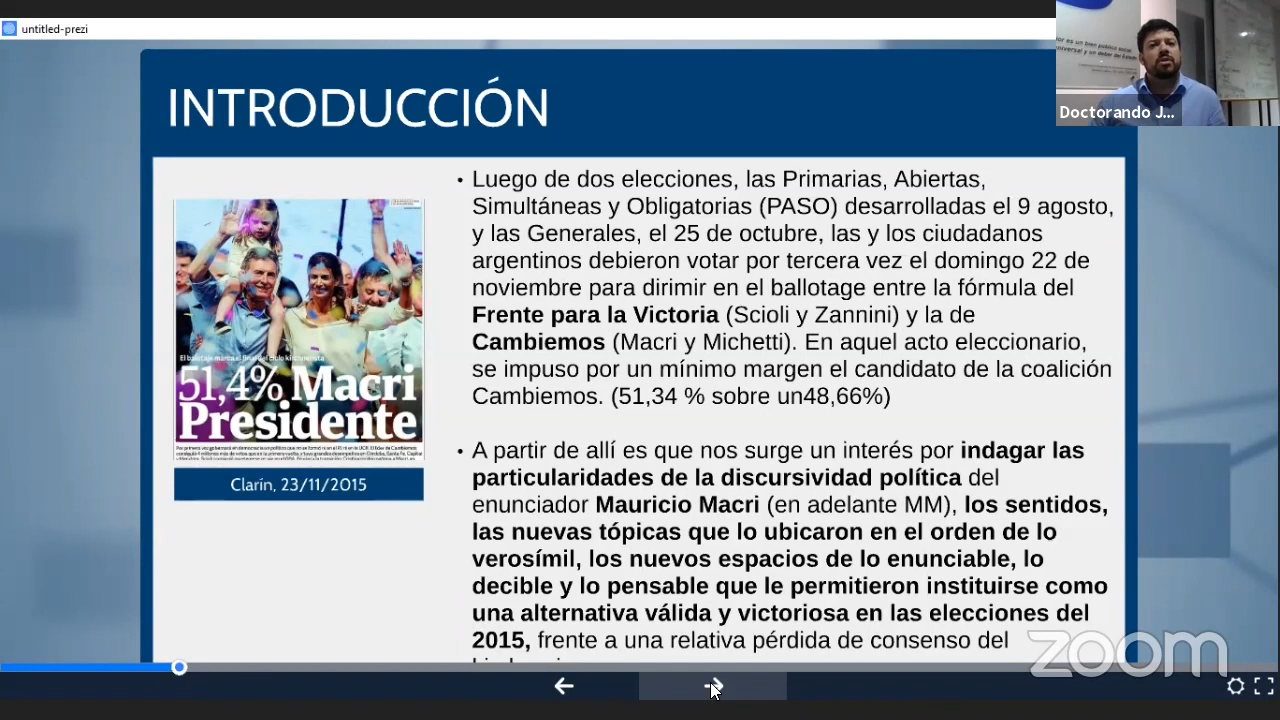 untitled-prezi
INTRODUCCIÓN
Doctorando J...
El balotaje marca el final del ciclo kirchnerista
51,4% Macri
Presidente
Clarín, 23/11/2015
• Luego de dos elecciones, las Primarias, Abiertas,
Simultáneas y Obligatorias (PASO) desarrolladas el 9 agosto,
y las Generales, el 25 de octubre, las y los ciudadanos
argentinos debieron votar por tercera vez el domingo 22 de
noviembre para dirimir en el ballotage entre la fórmula del
Frente para la Victoria (Scioli y Zannini) y la de
Cambiemos (Macri y Michetti). En aquel acto eleccionario,
se impuso por un mínimo margen el candidato de la coalición
Cambiemos. (51,34 % sobre un48,66%)
• A partir de allí es que nos surge un interés por indagar las
particularidades de la discursividad política del
enunciador Mauricio Macri (en adelante MM), los sentidos,
las nuevas tópicas que lo ubicaron en el orden de lo
verosímil, los nuevos espacios de lo enunciable, lo
decible y lo pensable que le permitieron instituirse como
una alternativa válida y victoriosa en las elecciones del
2015, frente a una relativa pérdida de consenso del
zoom